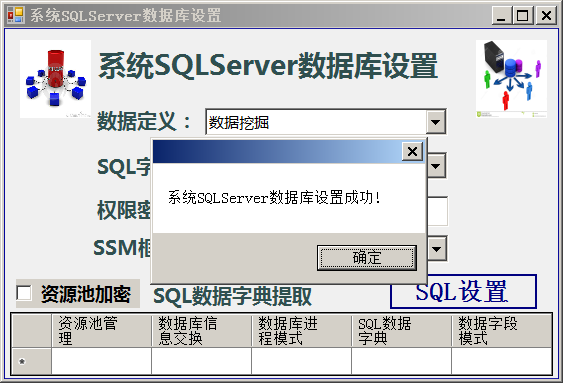 系统SQLServer数据库设置
系统SQLServer数据库设置
数据定义：
数据挖掘
SQL字
系统SQLServer数据库设置成功!
权限密
SSM框
确定
资源池加密
SQL数据字典提取
SQL设置
资源池管理
数据库信息交换
数据库进程模式
SQL数据字典
数据字段模式
*